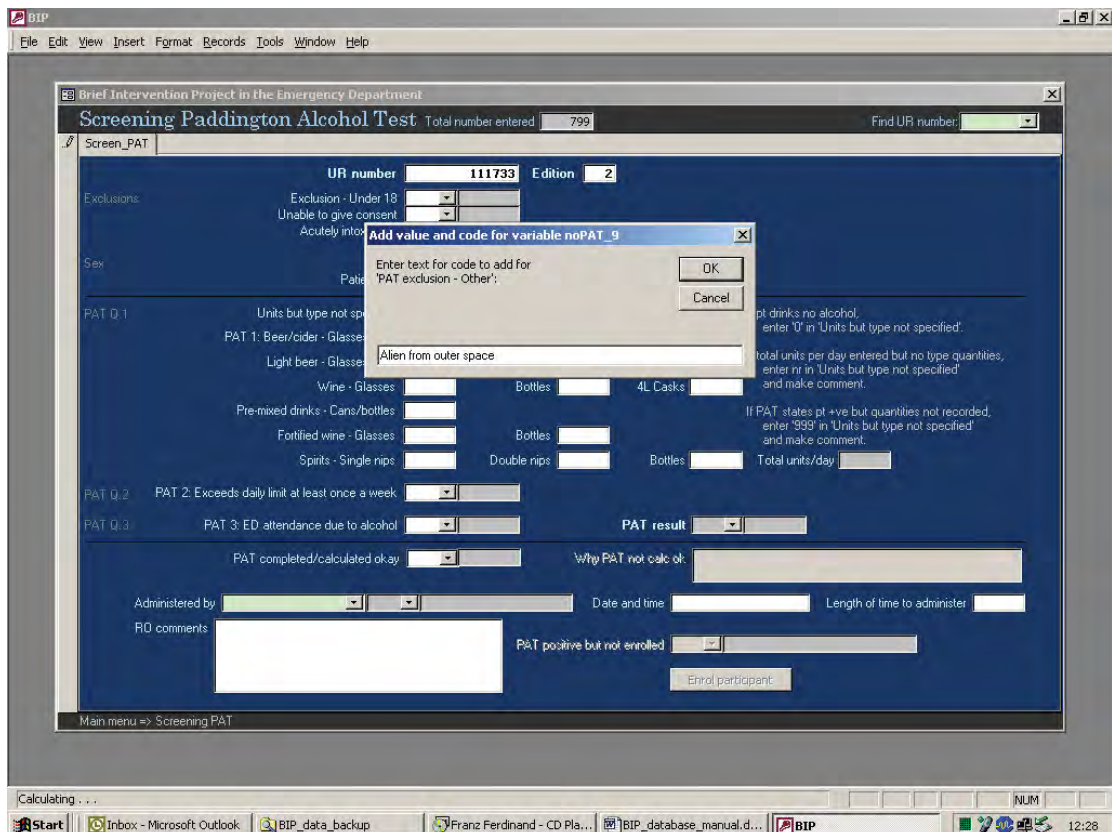 BIP
File Edit View Insert Format Records Tools Window Help
Brief Intervention Project in the Emergency Department
Screening Paddington Alcohol Test Total number entered 799 Find UR number:
Screen_PAT
UR number 111733 Edition 2
Exclusions Exclusion - Under 18
Unable to give consent
Acutely intox
Add value and code for variable noPAT_9
Enter text for code to add for
'PAT exclusion - Other':
OK
Cancel
Alien from outer space
Sex
PAT Q.1 Units but type not pt drinks no alcohol,
enter '0' in 'Units but type not specified'.
PAT 1: Beer/cider - Glasse
Light beer - Glasse total units per day entered but no type quantities,
enter nr in 'Units but type not specified'
Wine - Glasses Bottles 4L Casks and make comment.
Pre-mixed drinks - Cans/bottles If PAT states pt +ve but quantities not recorded,
enter '999' in 'Units but type not specified'
Fortified wine - Glasses Bottles and make comment.
Spirits - Single nips Double nips Bottles Total units/day
PAT Q.2 PAT 2: Exceeds daily limit at least once a week
PAT Q.3 PAT 3: ED attendance due to alcohol PAT result
PAT completed/calculated okay Why PAT not calc ok
Administered by Date and time Length of time to administer
RO comments
PAT positive but not enrolled
Enrol participant
Main menu => Screening PAT
Calculating . . . NUM
Start Inbox - Microsoft Outlook BIP_data_backup Franz Ferdinand - CD Pla... BIP_database_manual.d... BIP 12:28